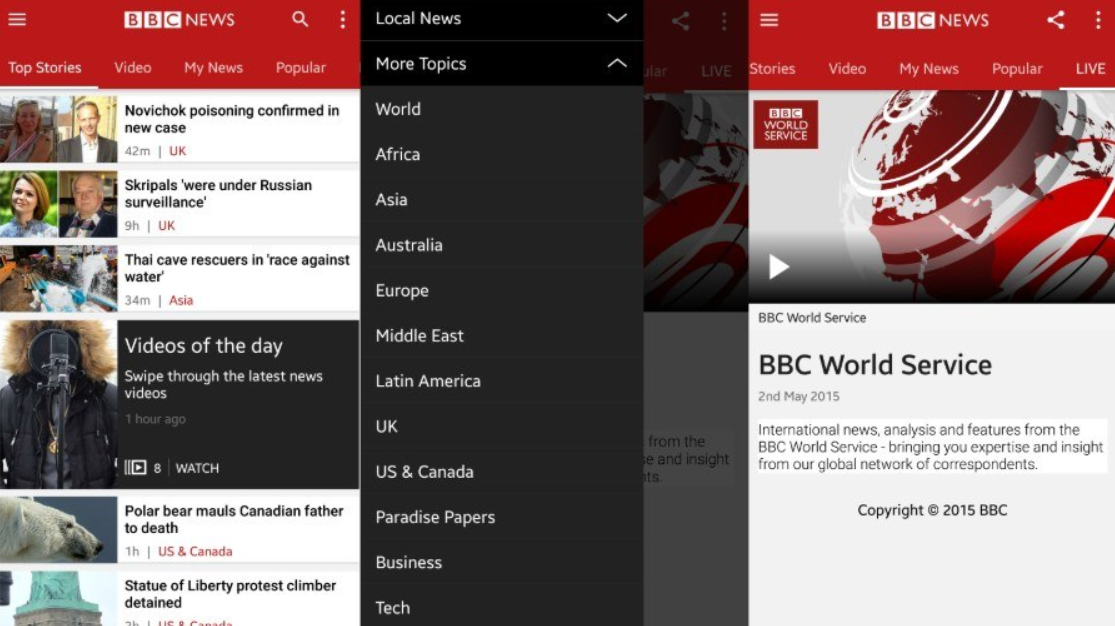 BBC NEWS
Top Stories Video My News Popular
Novichok poisoning confirmed in
new case
42m | UK
Skripals 'were under Russian
surveillance'
9h | UK
Thai cave rescuers in 'race against
water'
34m | Asia
Videos of the day
Swipe through the latest news
videos
1 hour ago
8 WATCH
Polar bear mauls Canadian father
to death
1h | US & Canada
Statue of Liberty protest climber
detained
US & Canada
Local News
More Topics
World
Africa
Asia
Australia
Europe
Middle East
Latin America
UK
US & Canada
Paradise Papers
Business
Tech
LIVE
from the
and insight
BBC NEWS
Stories Video My News Popular LIVE
BBC
WORLD
SERVICE
BBC World Service
BBC World Service
2nd May 2015
International news, analysis and features from the
BBC World Service - bringing you expertise and insight
from our global network of correspondents.
Copyright © 2015 BBC